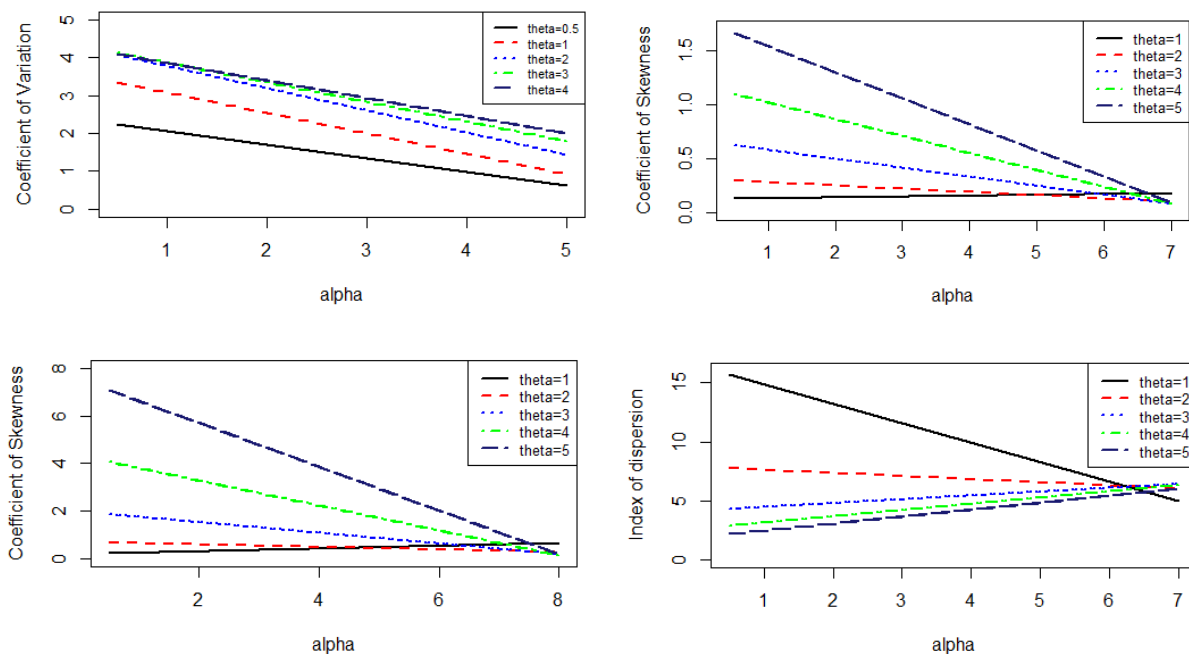 Coefficient of Variation
5
4
3
2
1
0
theta=0.5
theta=1
theta=2
theta=3
theta=4
1 2 3 4 5
alpha
Coefficient of Skewness
1.5
1.0
0.5
0.0
theta=1
theta=2
theta=3
theta=4
theta=5
1 2 3 4 5 6 7
alpha
Coefficient of Skewness
8
6
4
2
0
theta=1
theta=2
theta=3
theta=4
theta=5
2 4 6 8
alpha
Index of dispersion
15
10
5
0
theta=1
theta=2
theta=3
theta=4
theta=5
1 2 3 4 5 6 7
alpha